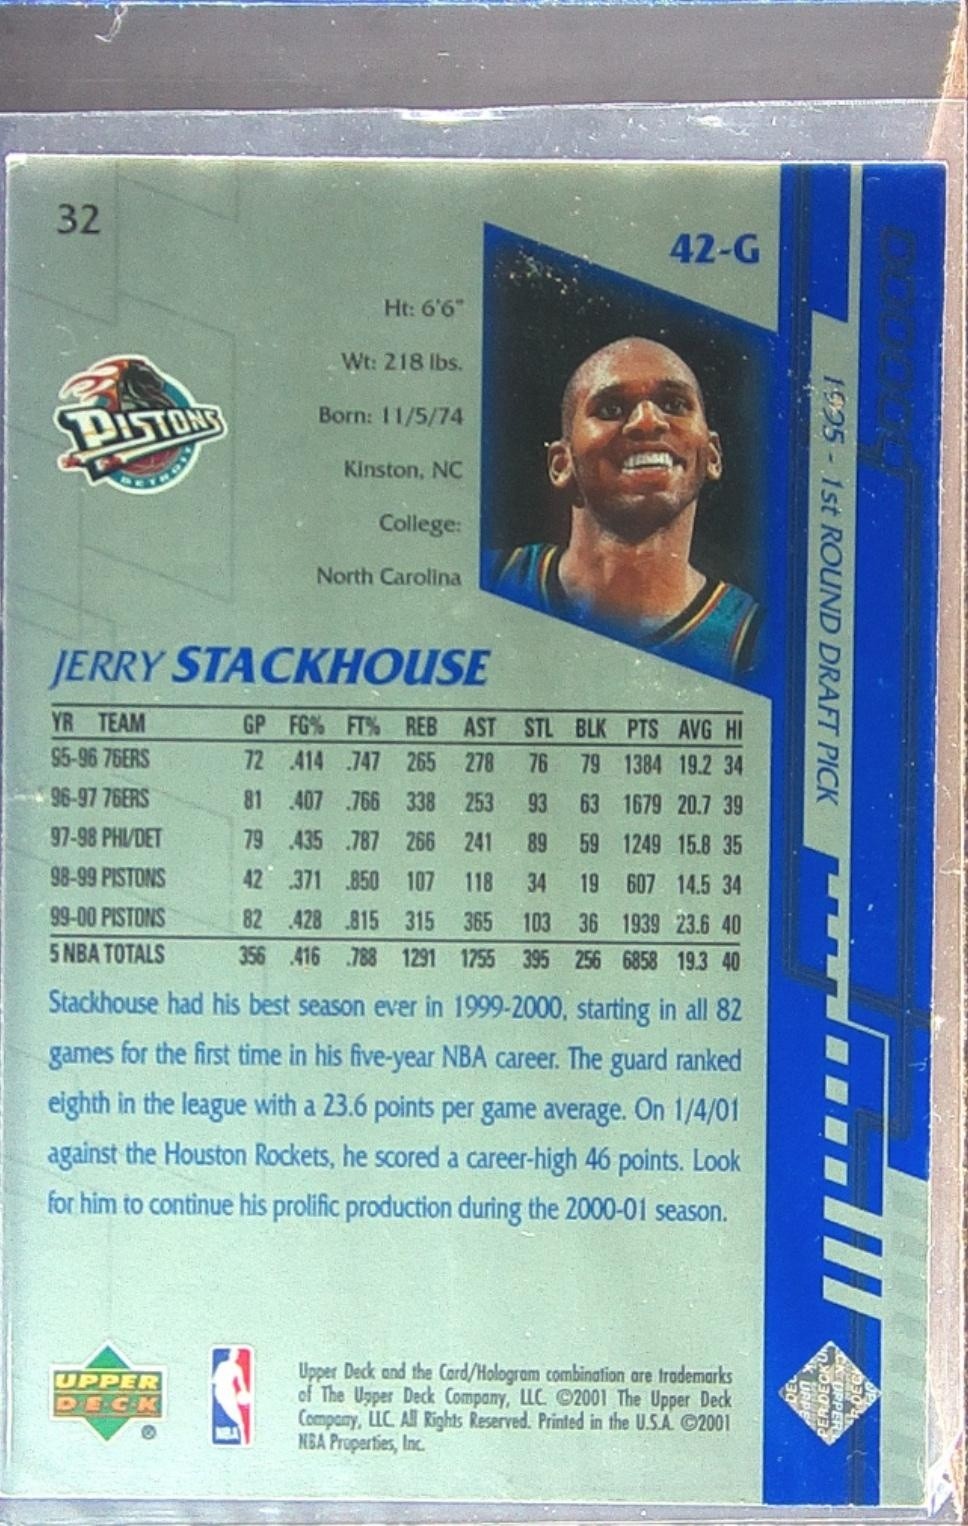 32
42-G
Ht: 6'6"
Wt: 218 lbs.
Born: 11/5/74
Kinston, NC
College:
North Carolina
PISTONS
DETROIT
1995 - 1st ROUND DRAFT PICK
JERRY STACKHOUSE
YR TEAM GP FG% FT% REB AST STL BLK PTS AVG HI
95-96 76ERS 72 .414 .747 265 278 76 79 1384 19.2 34
96-97 76ERS 81 .407 .766 338 253 93 63 1679 20.7 39
97-98 PHI/DET 79 .435 .787 266 241 89 59 1249 15.8 35
98-99 PISTONS 42 .371 .850 107 118 34 19 607 14.5 34
99-00 PISTONS 82 .428 .815 315 365 103 36 1939 23.6 40
5 NBA TOTALS 356 .416 .788 1291 1255 395 256 6858 19.3 40
Stackhouse had his best season ever in 1999-2000, starting in all 82
games for the first time in his five-year NBA career. The guard ranked
eighth in the league with a 23.6 points per game average. On 1/4/01
against the Houston Rockets, he scored a career-high 46 points. Look
for him to continue his prolific production during the 2000-01 season.
UPPER
DECK
®
NBA
Upper Deck and the Card/Hologram combination are trademarks
of The Upper Deck Company, LLC. ©2001 The Upper Deck
Company, LLC. All Rights Reserved. Printed in the U.S.A. ©2001
NBA Properties, Inc.